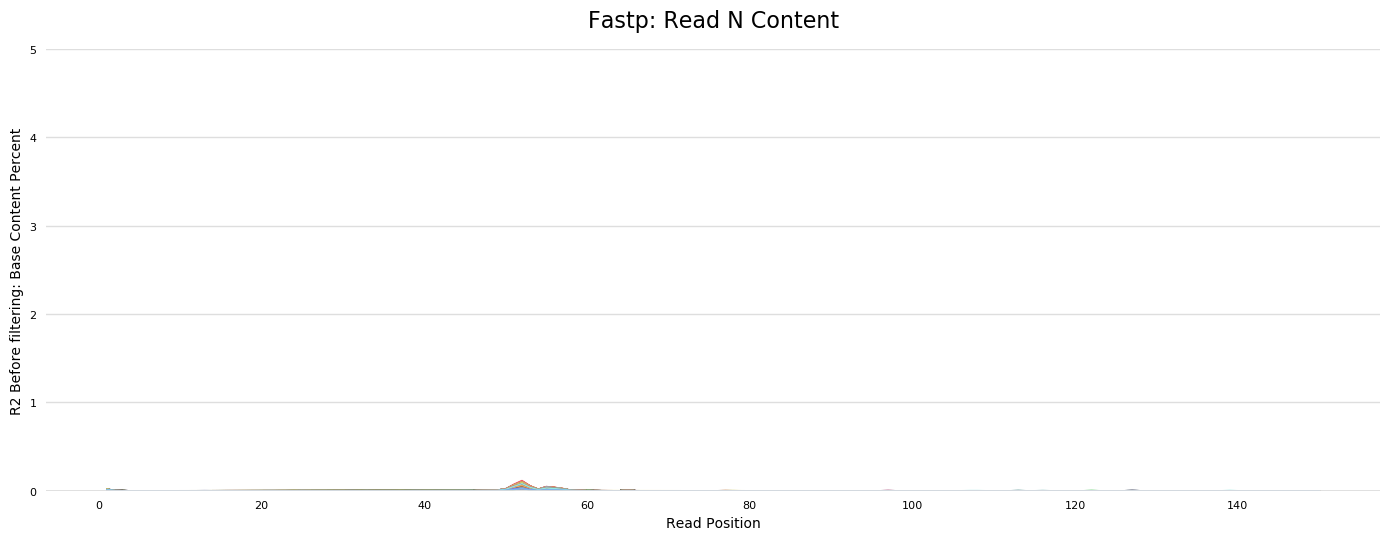 Fastp: Read N Content
R2 Before filtering: Base Content Percent
5
4
3
2
1
0
0 20 40 60 80 100 120 140
Read Position